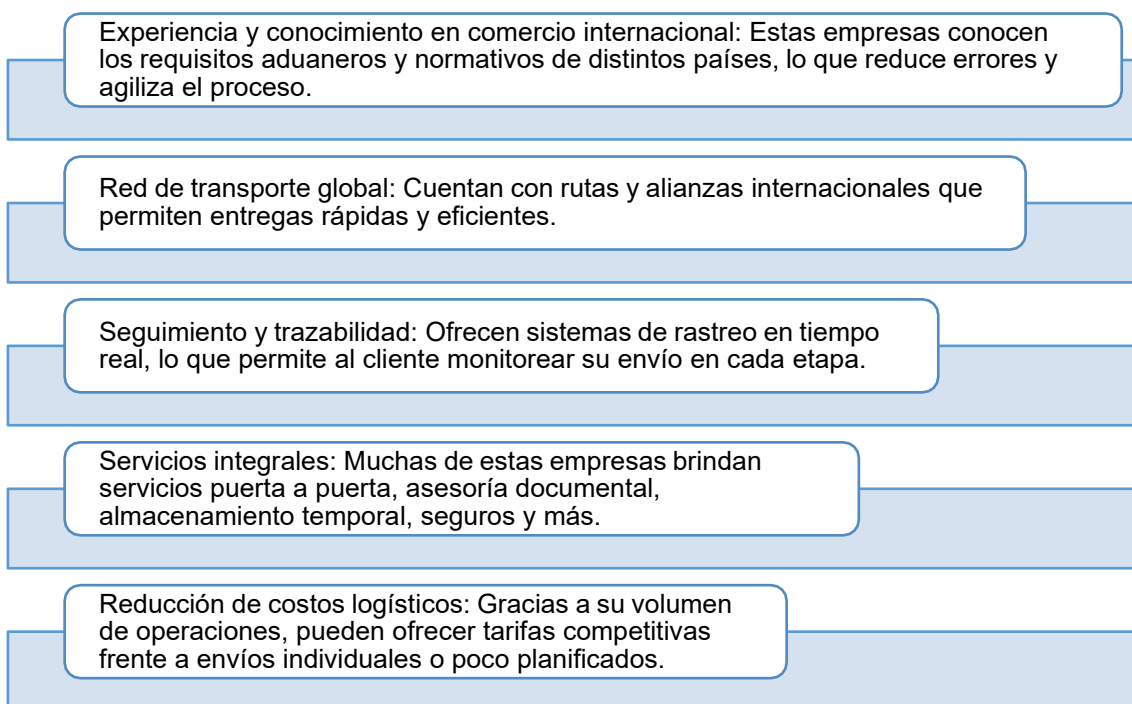 Experiencia y conocimiento en comercio internacional: Estas empresas conocen
los requisitos aduaneros y normativos de distintos países, lo que reduce errores y
agiliza el proceso.
Red de transporte global: Cuentan con rutas y alianzas internacionales que
permiten entregas rápidas y eficientes.
Seguimiento y trazabilidad: Ofrecen sistemas de rastreo en tiempo
real, lo que permite al cliente monitorear su envío en cada etapa.
Servicios integrales: Muchas de estas empresas brindan
servicios puerta a puerta, asesoría documental,
almacenamiento temporal, seguros y más.
Reducción de costos logísticos: Gracias a su volumen
de operaciones, pueden ofrecer tarifas competitivas
frente a envíos individuales o poco planificados.